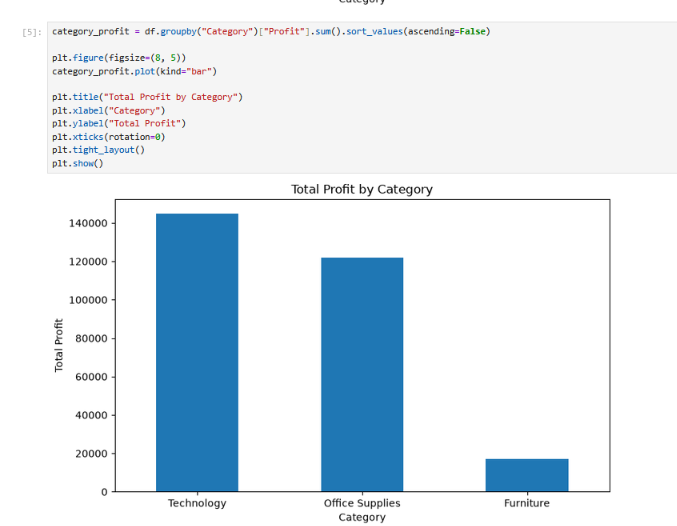 Category
[5]: category_profit = df.groupby("Category")["Profit"].sum().sort_values(ascending=False)
plt.figure(figsize=(8, 5))
category_profit.plot(kind="bar")
plt.title("Total Profit by Category")
plt.xlabel("Category")
plt.ylabel("Total Profit")
plt.xticks(rotation=0)
plt.tight_layout()
plt.show()
Total Profit by Category
140000
120000
100000
80000
60000
40000
20000
0
Total Profit
Technology Office Supplies Furniture
Category